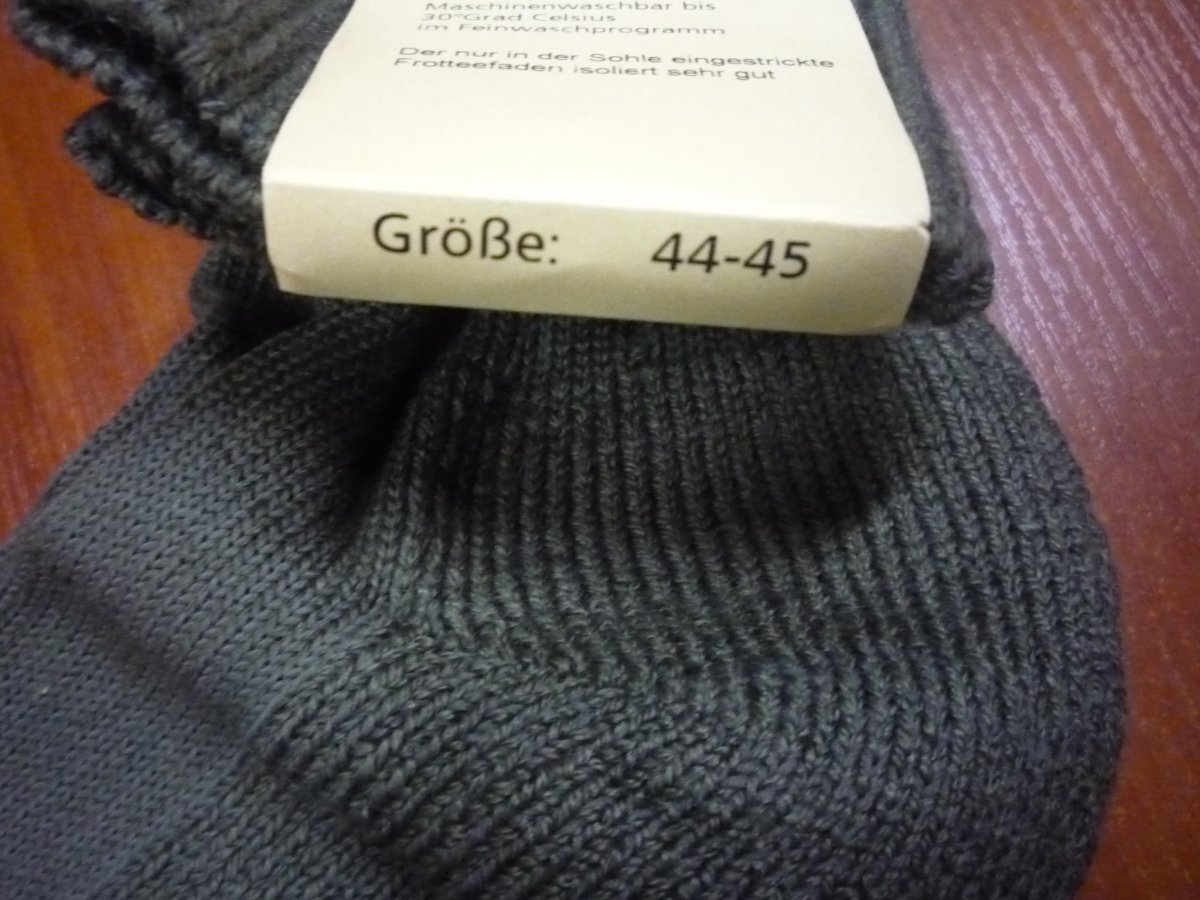 Maschinenwaschbar bis
30°Grad Celsius
im Feinwaschprogramm
Der nur in der Sohle eingestrickte
Frotteefaden isoliert sehr gut
Größe: 44-45